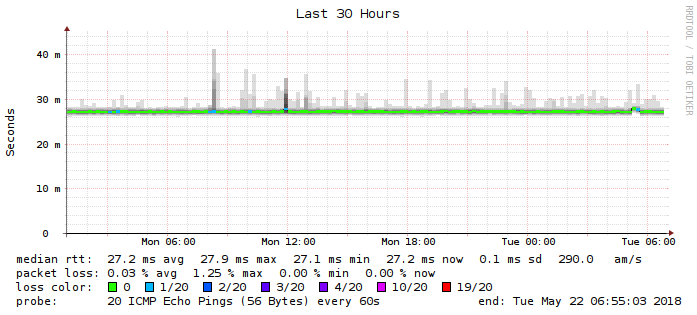 Last 30 Hours
RRDTOOL / TOBI OETIKER
Seconds
40 m
30 m
20 m
10 m
0
Mon 06:00 Mon 12:00 Mon 18:00 Tue 00:00 Tue 06:00
median rtt: 27.2 ms avg 27.9 ms max 27.1 ms min 27.2 ms now 0.1 ms sd 290.0 am/s
packet loss: 0.03 % avg 1.25 % max 0.00 % min 0.00 % now
loss color: 0 1/20 2/20 3/20 4/20 10/20 19/20
probe: 20 ICMP Echo Pings (56 Bytes) every 60s end: Tue May 22 06:55:03 2018